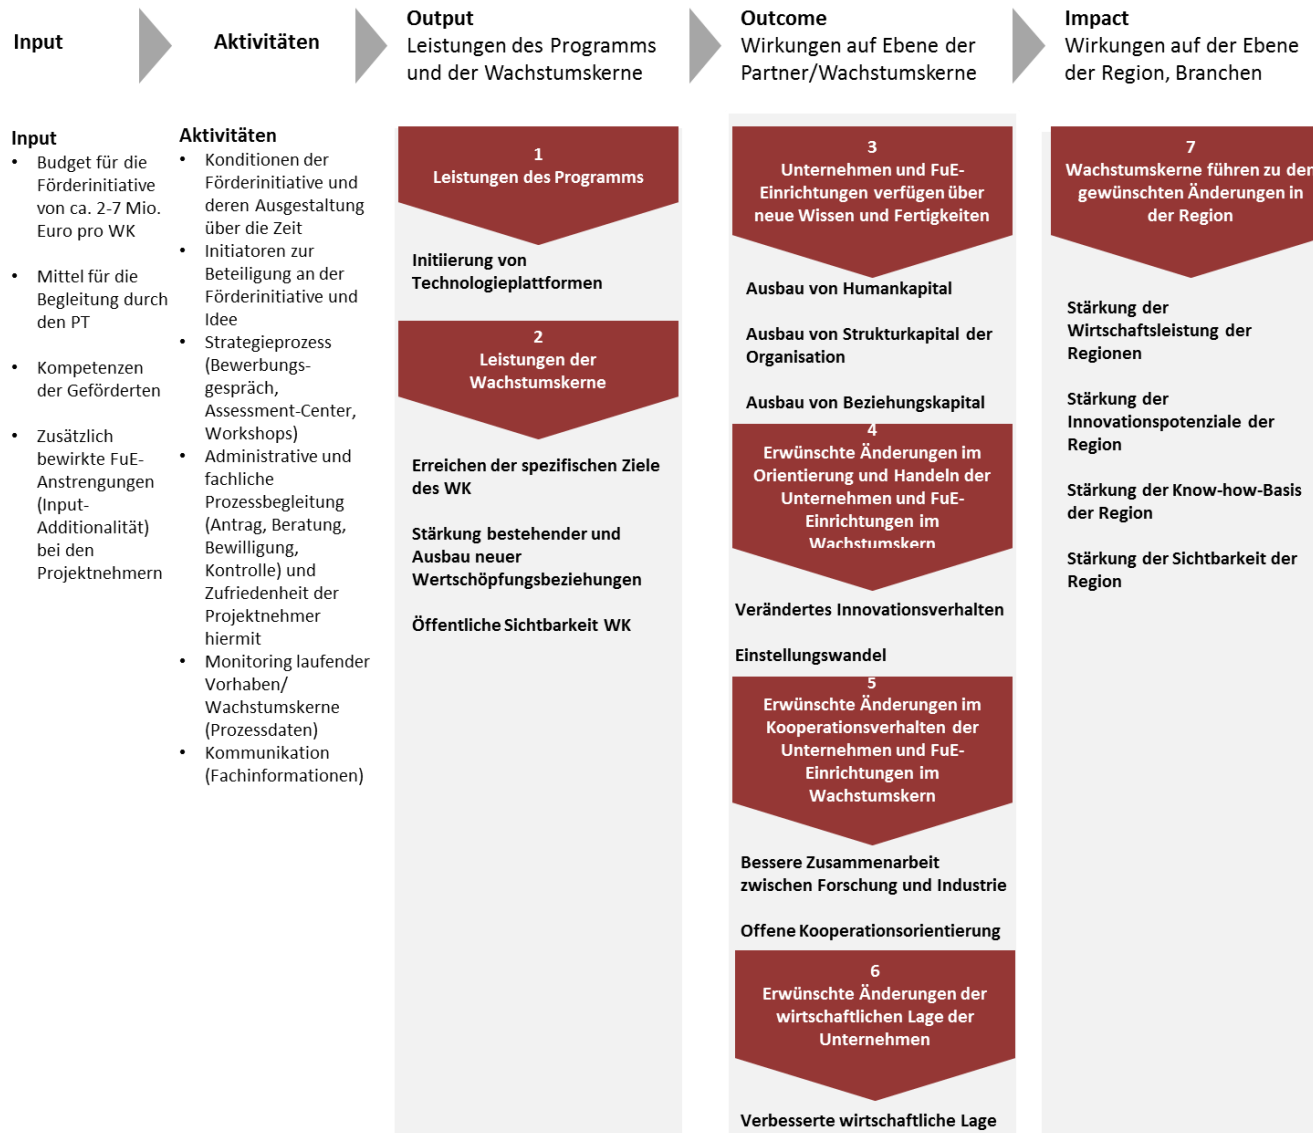 Input
Aktivitäten
Output
Leistungen des Programms
und der Wachstumskerne
Outcome
Wirkungen auf Ebene der
Partner/Wachstumskerne
Impact
Wirkungen auf der Ebene
der Region, Branchen
Input
• Budget für die
Förderinitiative
von ca. 2-7 Mio.
Euro pro WK
• Mittel für die
Begleitung durch
den PT
• Kompetenzen
der Geförderten
• Zusätzlich
bewirkte FuE-
Anstrengungen
(Input-
Additionalität)
bei den
Projektnehmern
Aktivitäten
• Konditionen der
Förderinitiative und
deren Ausgestaltung
über die Zeit
• Initiatoren zur
Beteiligung an der
Förderinitiative und
Idee
• Strategieprozess
(Bewerbungs-
gespräch,
Assessment-Center,
Workshops)
• Administrative und
fachliche
Prozessbegleitung
(Antrag, Beratung,
Bewilligung,
Kontrolle) und
Zufriedenheit der
Projektnehmer
hiermit
• Monitoring laufender
Vorhaben/
Wachstumskerne
(Prozessdaten)
• Kommunikation
(Fachinformationen)
1
Leistungen des Programms
Initiierung von
Technologieplattformen
2
Leistungen der
Wachstumskerne
Erreichen der spezifischen Ziele
des WK
Stärkung bestehender und
Ausbau neuer
Wertschöpfungsbeziehungen
Öffentliche Sichtbarkeit WK
3
Unternehmen und FuE-
Einrichtungen verfügen über
neue Wissen und Fertigkeiten
Ausbau von Humankapital
Ausbau von Strukturkapital der
Organisation
Ausbau von Beziehungskapital
4
Erwünschte Änderungen im
Orientierung und Handeln der
Unternehmen und FuE-
Einrichtungen im
Wachstumskern
Verändertes Innovationsverhalten
Einstellungswandel
5
Erwünschte Änderungen im
Kooperationsverhalten der
Unternehmen und FuE-
Einrichtungen im
Wachstumskern
Bessere Zusammenarbeit
zwischen Forschung und Industrie
Offene Kooperationsorientierung
6
Erwünschte Änderungen der
wirtschaftlichen Lage der
Unternehmen
Verbesserte wirtschaftliche Lage
7
Wachstumskerne führen zu den
gewünschten Änderungen in
der Region
Stärkung der
Wirtschaftsleistung der
Regionen
Stärkung der
Innovationspotenziale der
Region
Stärkung der Know-how-Basis
der Region
Stärkung der Sichtbarkeit der
Region